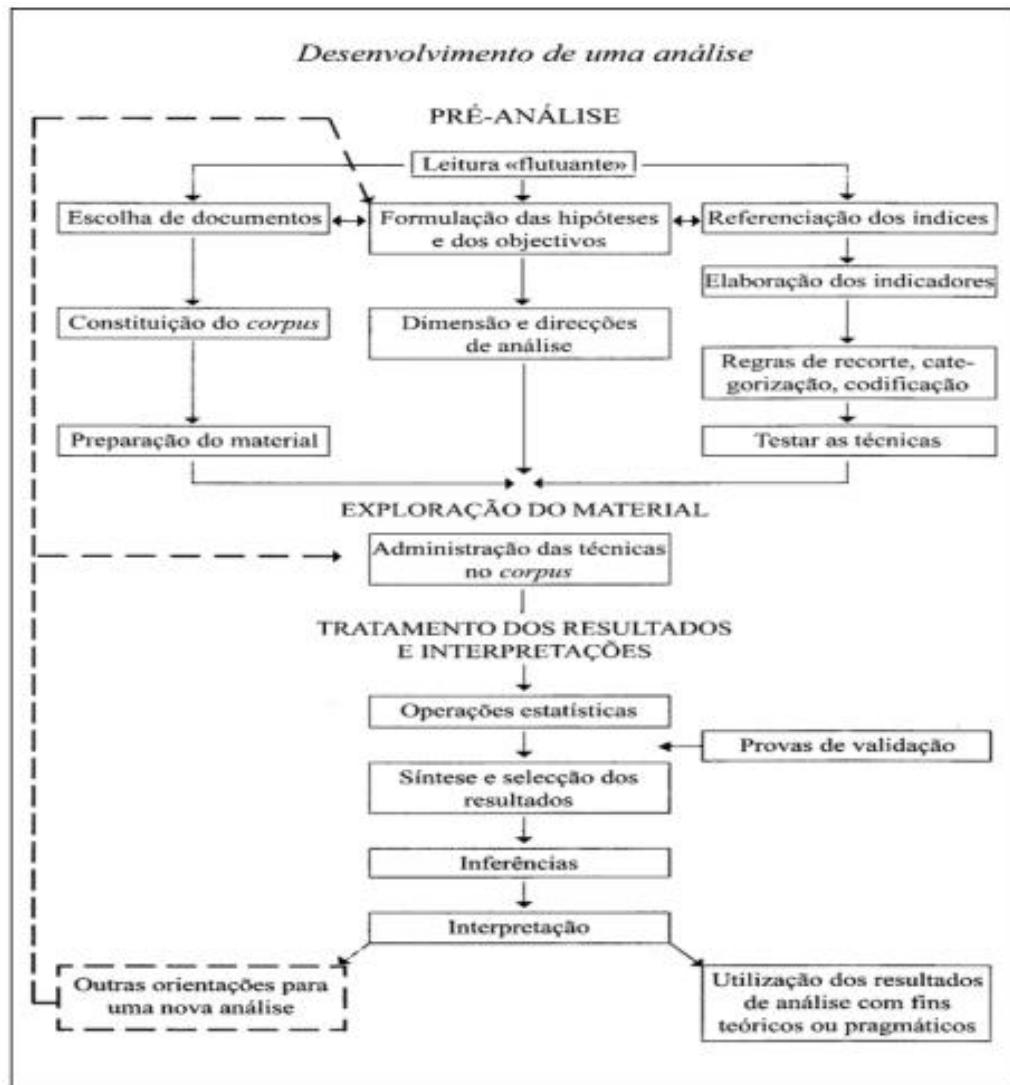 Desenvolvimento de uma análise
PRÉ-ANÁLISE
Leitura «flutuante»
Escolha de documentos
Formulação das hipóteses
e dos objectivos
Referenciação dos índices
Elaboração dos indicadores
Constituição do corpus
Dimensão e direcções
de análise
Regras de recorte, cate-
gorização, codificação
Preparação do material
Testar as técnicas
EXPLORAÇÃO DO MATERIAL
Administração das técnicas
no corpus
TRATAMENTO DOS RESULTADOS
E INTERPRETAÇÕES
Operações estatísticas
Provas de validação
Síntese e selecção dos
resultados
Inferências
Interpretação
Outras orientações para
uma nova análise
Utilização dos resultados
de análise com fins
teóricos ou pragmáticos